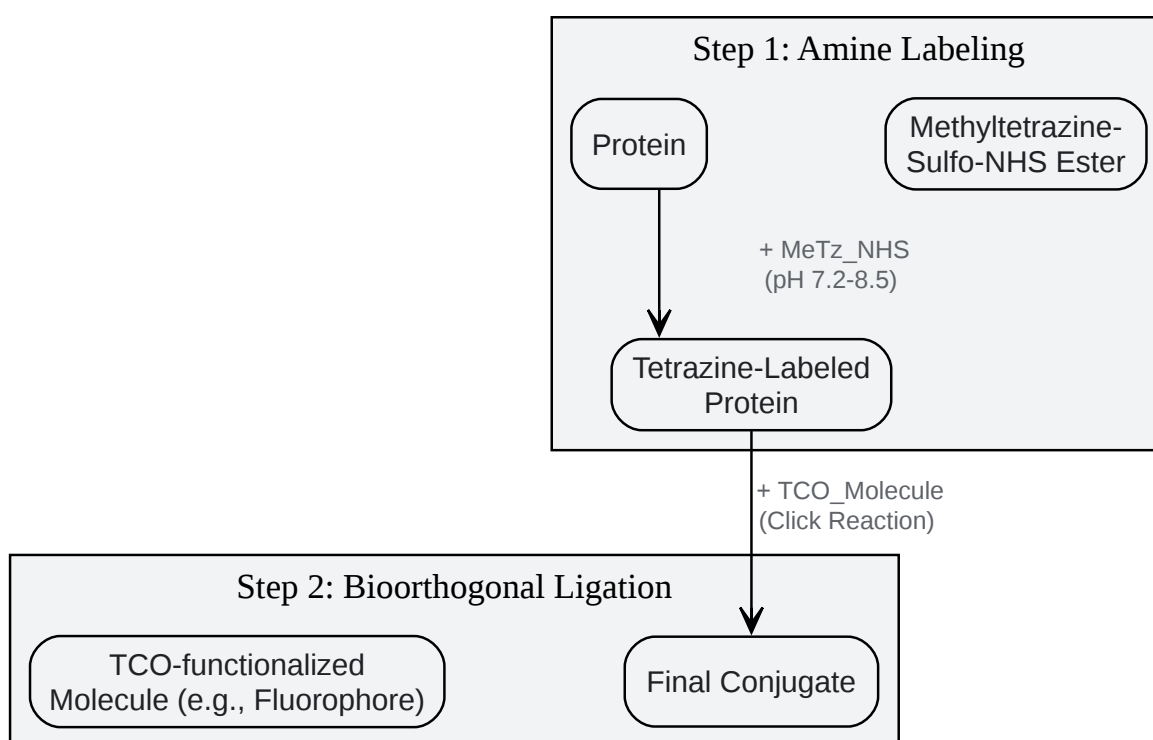 Step 1: Amine Labeling
Protein
Methyltetrazine-
Sulfo-NHS Ester
+ MeTz_NHS
(pH 7.2-8.5)
Tetrazine-Labeled
Protein
+ TCO_Molecule
(Click Reaction)
Step 2: Bioorthogonal Ligation
TCO-functionalized
Molecule (e.g., Fluorophore)
Final Conjugate